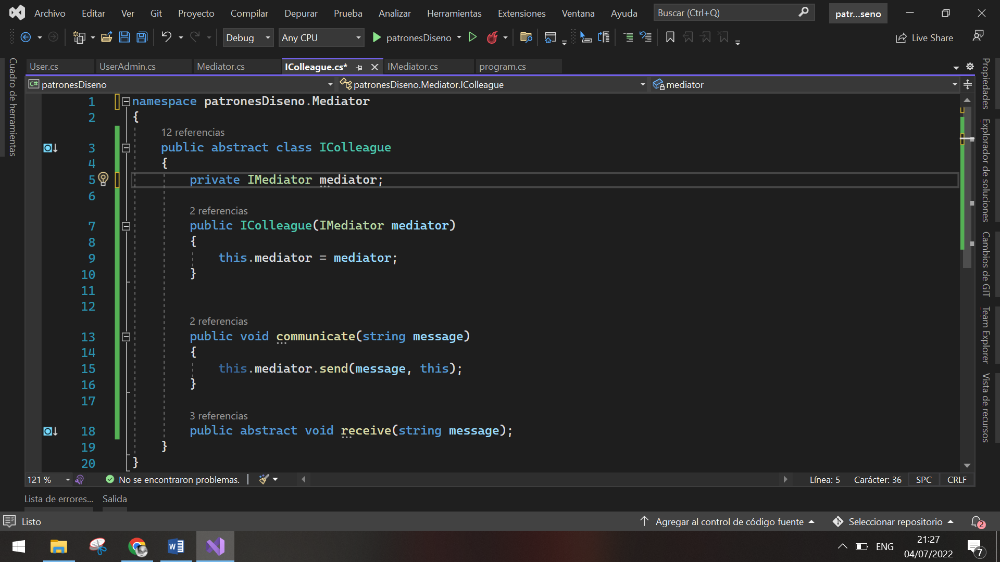 Archivo Editar Ver Git Proyecto Compilar Depurar Prueba Analizar Herramientas Extensiones Ventana Ayuda Buscar (Ctrl+Q) patr...seno
Debug Any CPU patronesDiseno Live Share
User.cs UserAdmin.cs Mediator.cs IColleague.cs* IMediator.cs program.cs
C# patronesDiseno patronesDiseno.Mediator.IColleague mediator
1 namespace patronesDiseno.Mediator
2 {
12 referencias
3 public abstract class IColleague
4 {
5 private IMediator mediator;
6
2 referencias
7 public IColleague(IMediator mediator)
8 {
9 this.mediator = mediator;
10 }
11
12
2 referencias
13 public void communicate(string message)
14 {
15 this.mediator.send(message, this);
16 }
17
3 referencias
18 public abstract void receive(string message);
19 }
20 }
121 % No se encontraron problemas. Línea: 5 Carácter: 36 SPC CRLF
Lista de errores... Salida
Listo Agregar al control de código fuente Seleccionar repositorio 2
Cuadro de herramientas
Propiedades
Explorador de soluciones
Cambios de GIT
Team Explorer
Vista de recursos
W ENG 21:27
04/07/2022
7